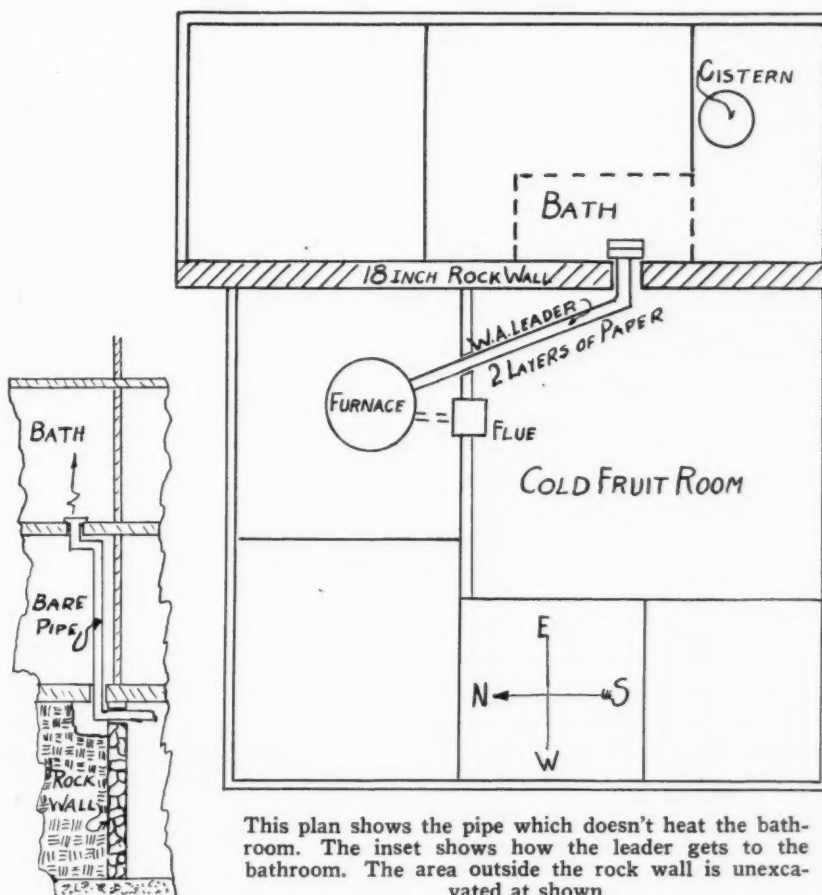 CISTERN
BATH
18 INCH ROCK WALL
W.A. LEADER
2 LAYERS OF PAPER
FURNACE
FLUE
COLD FRUIT ROOM
E
N S
W
BATH
BARE
PIPE
ROCK
WALL
This plan shows the pipe which doesn't heat the bath-
room. The inset shows how the leader gets to the
bathroom. The area outside the rock wall is unexca-
vated at shown